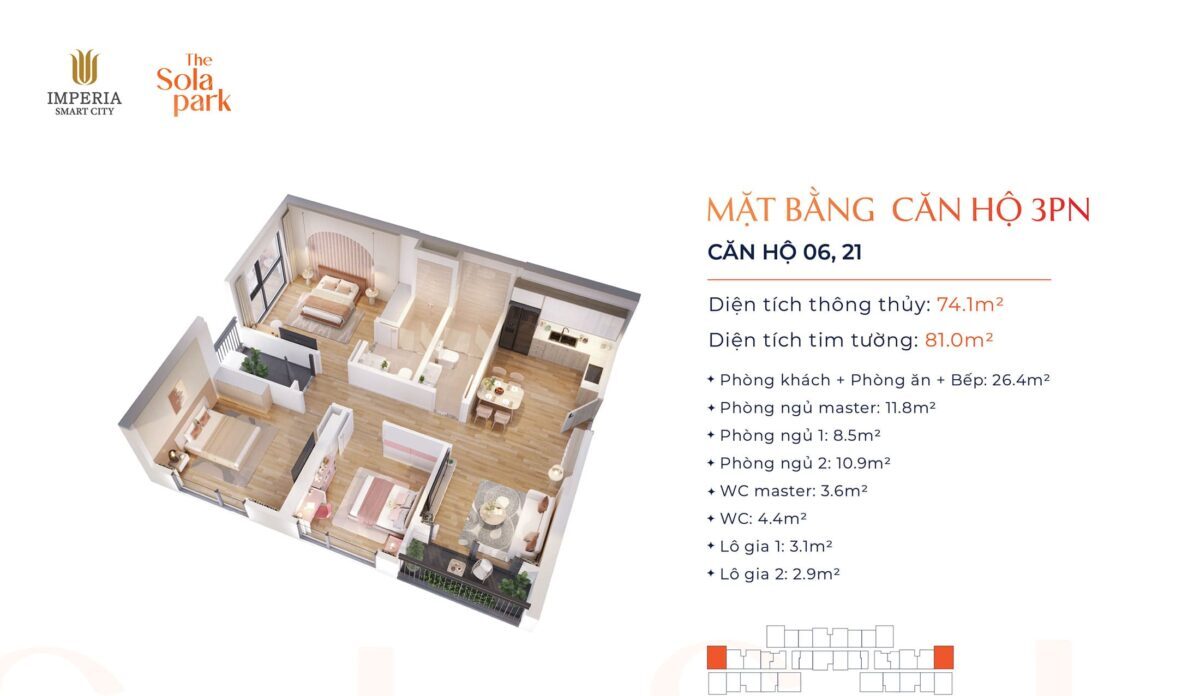 IMPERIA
SMART CITY
The
Sola
park
MẶT BẰNG CĂN HỘ 3PN
CĂN HỘ 06, 21
Diện tích thông thủy: 74.1m²
Diện tích tim tường: 81.0m²
Phòng khách + Phòng ăn + Bếp: 26.4m²
Phòng ngủ master: 11.8m²
Phòng ngủ 1: 8.5m²
Phòng ngủ 2: 10.9m²
WC master: 3.6m²
WC: 4.4m²
Lô gia 1: 3.1m²
Lô gia 2: 2.9m²